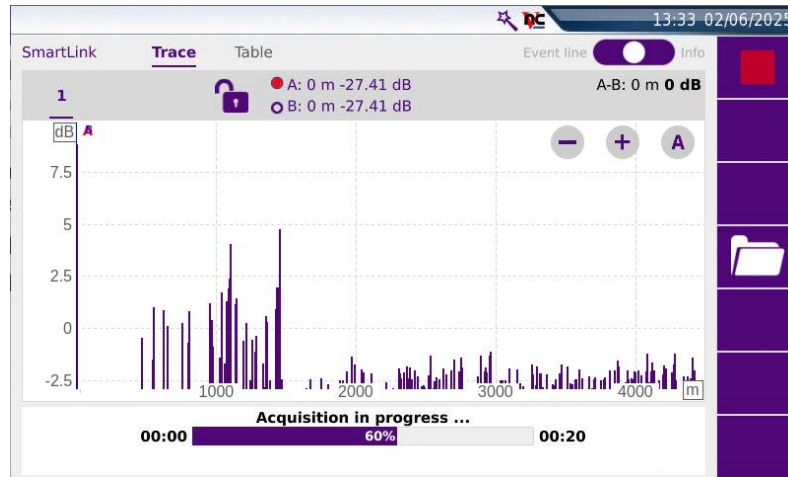 13:33 02/06/2025
SmartLink Trace Table Event line Info
1 A: 0 m -27.41 dB A-B: 0 m 0 dB
B: 0 m -27.41 dB
dB A A
7.5
5
2.5
0
-2.5
1000 2000 3000 4000 m
Acquisition in progress ...
00:00 60% 00:20